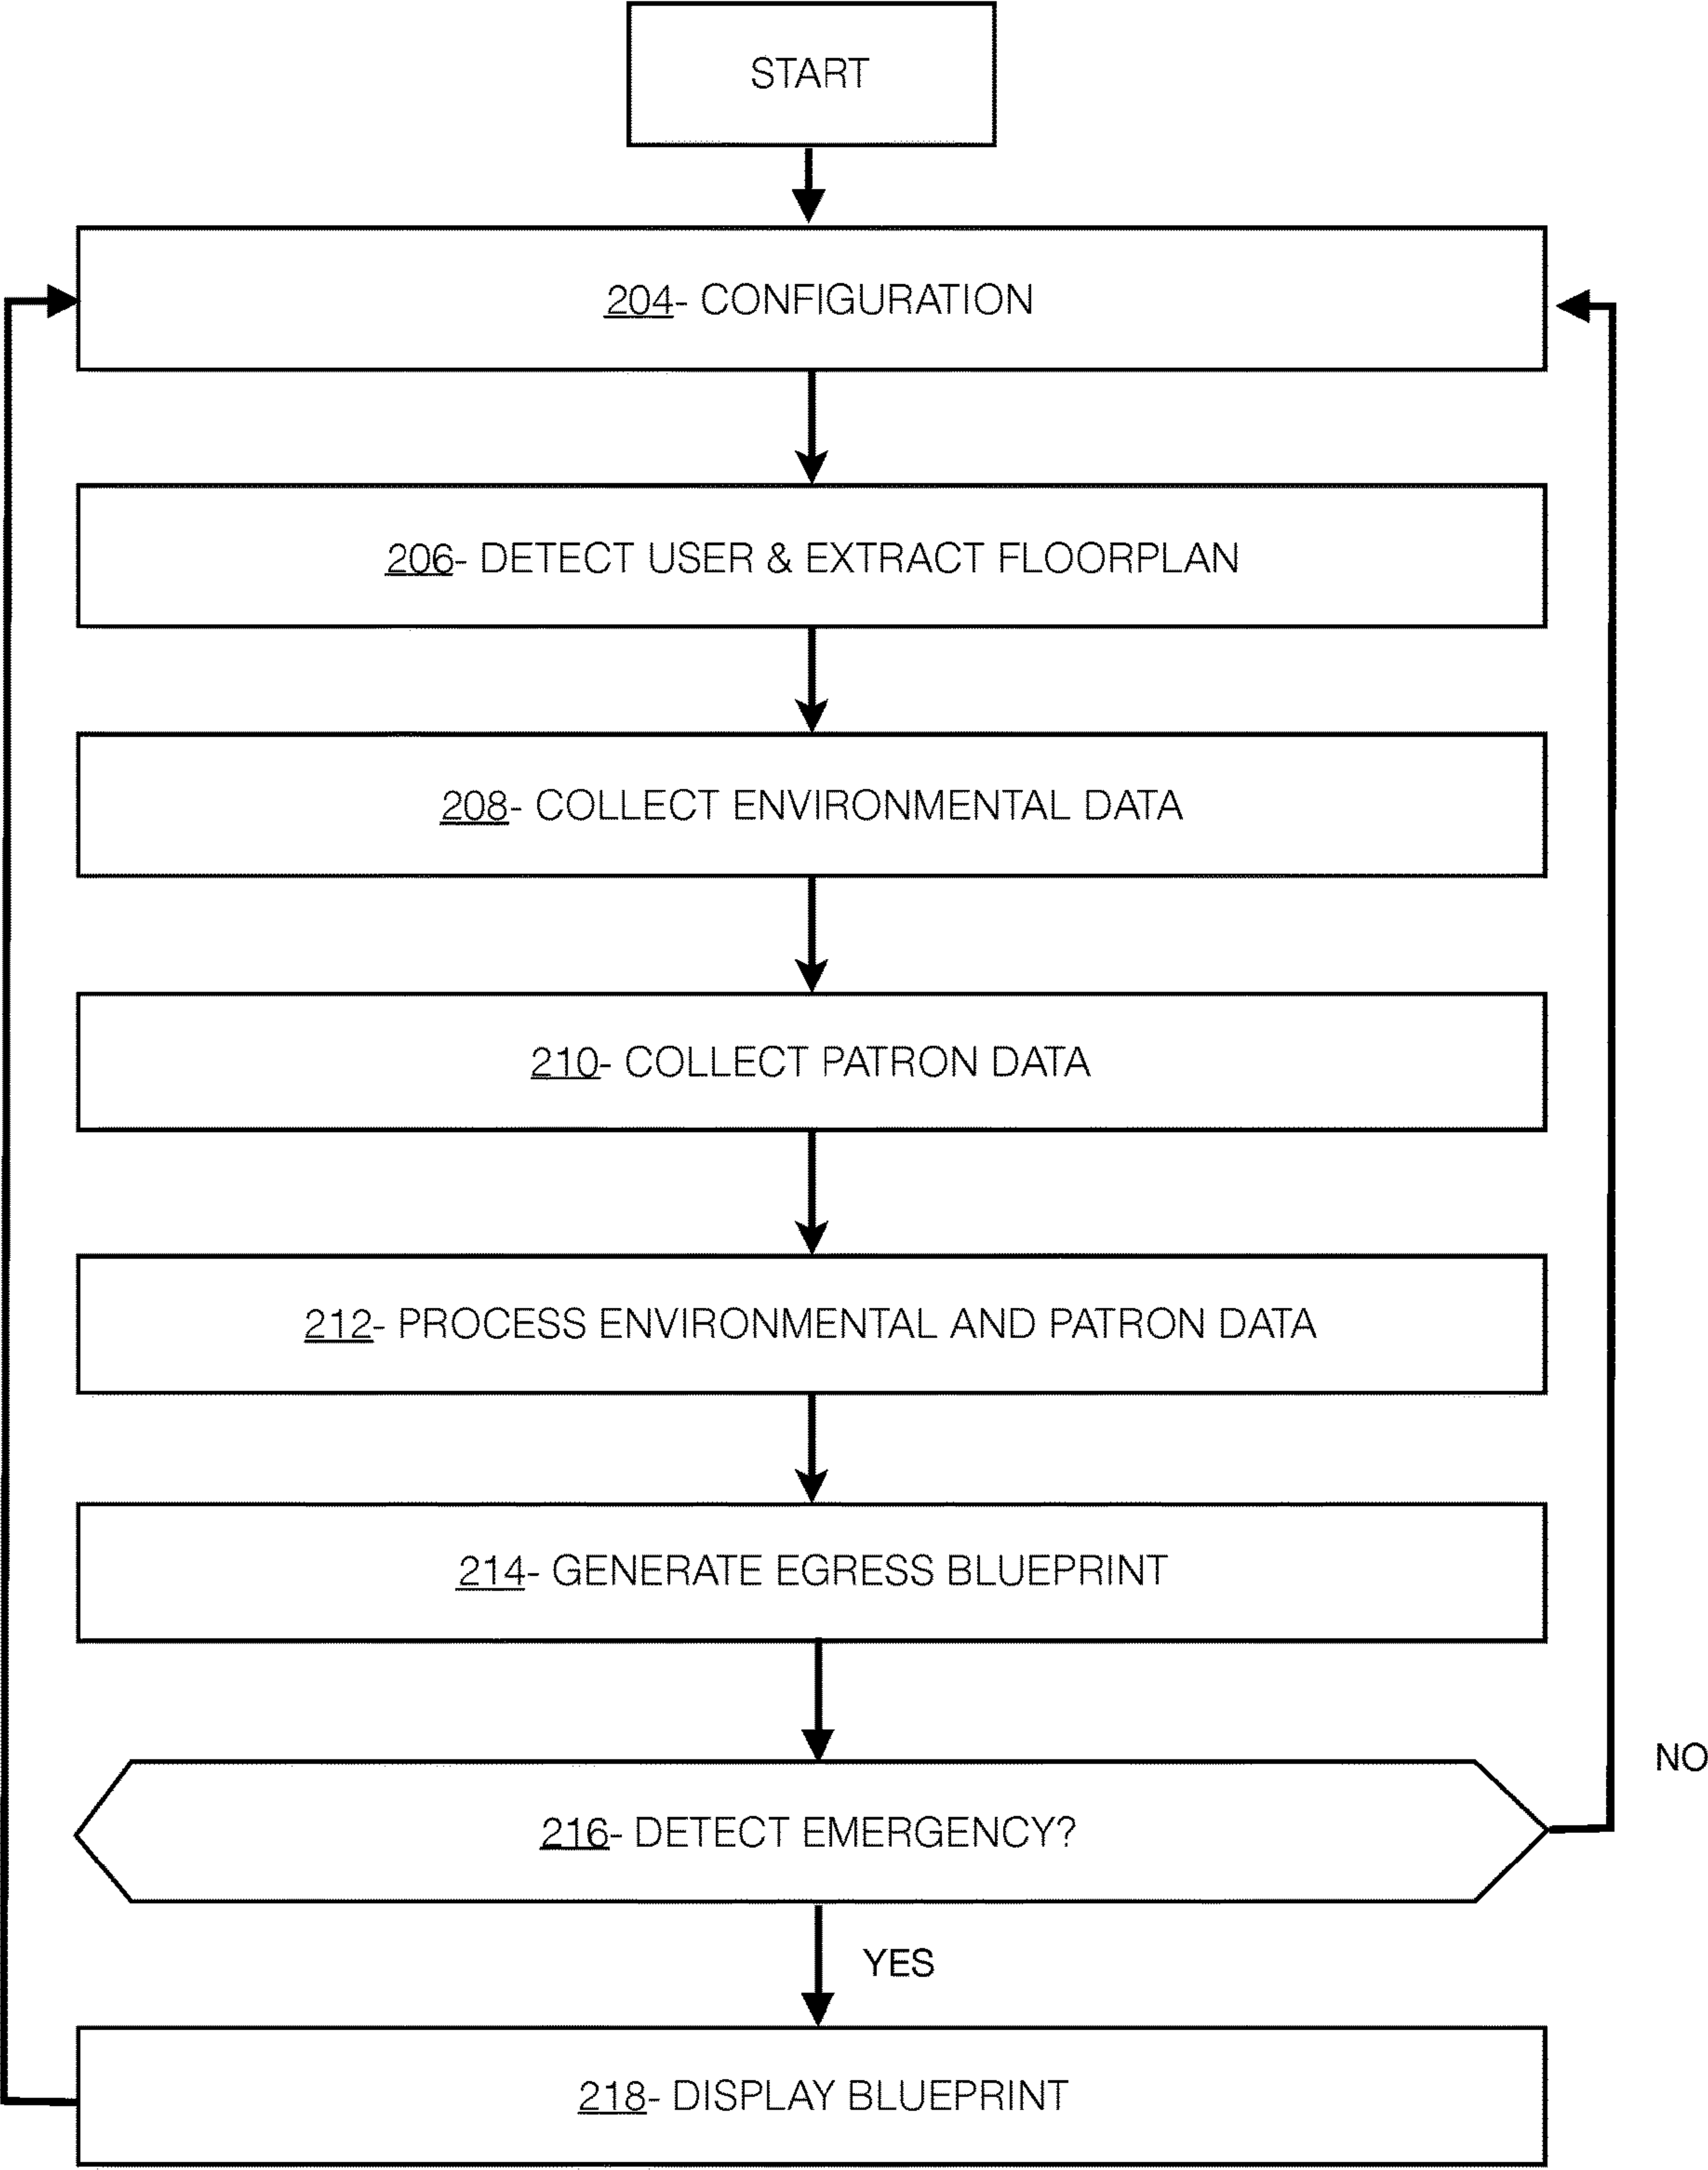 START
204- CONFIGURATION
206- DETECT USER & EXTRACT FLOORPLAN
208- COLLECT ENVIRONMENTAL DATA
210- COLLECT PATRON DATA
212- PROCESS ENVIRONMENTAL AND PATRON DATA
214- GENERATE EGRESS BLUEPRINT
NO
216- DETECT EMERGENCY?
YES
218- DISPLAY BLUEPRINT